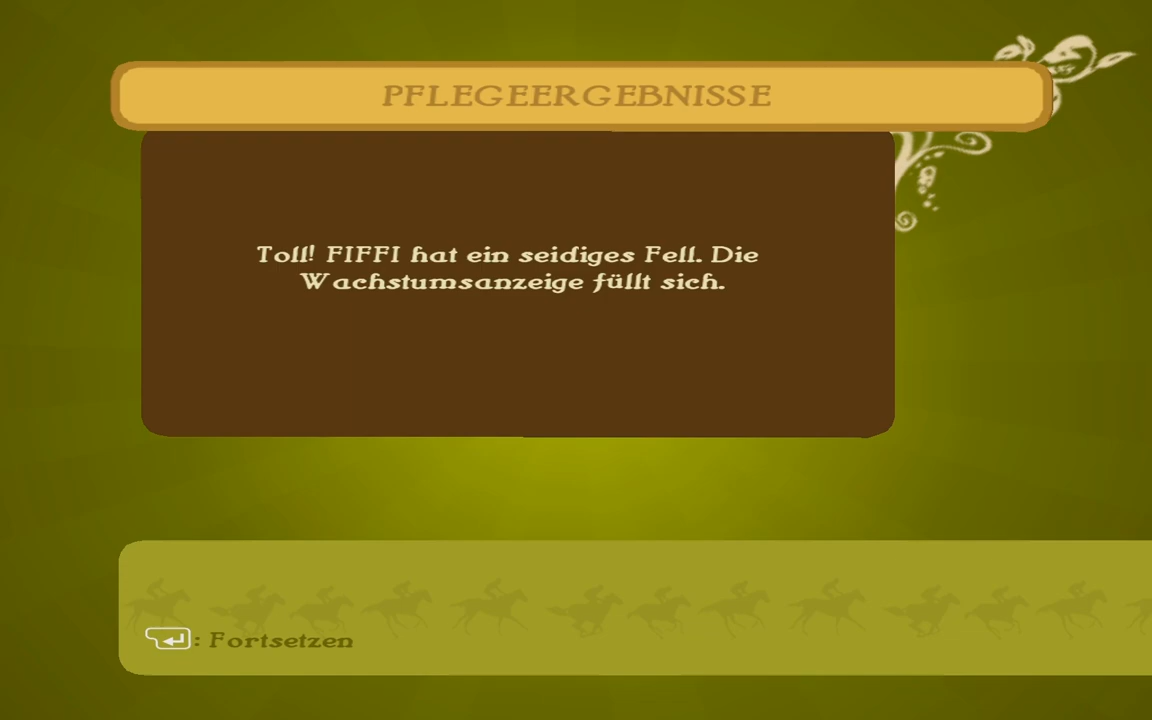 PFLEGEERGEBNISSE
Toll! FIFFI hat ein seidiges Fell. Die
Wachstumsanzeige füllt sich.
: Fortsetzen